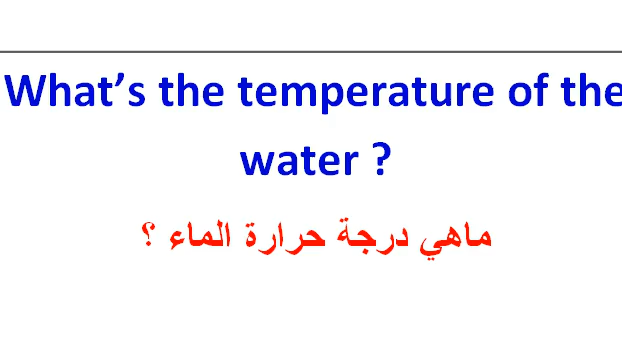 What’s the temperature of the
water ?
ماهي درجة حرارة الماء ؟